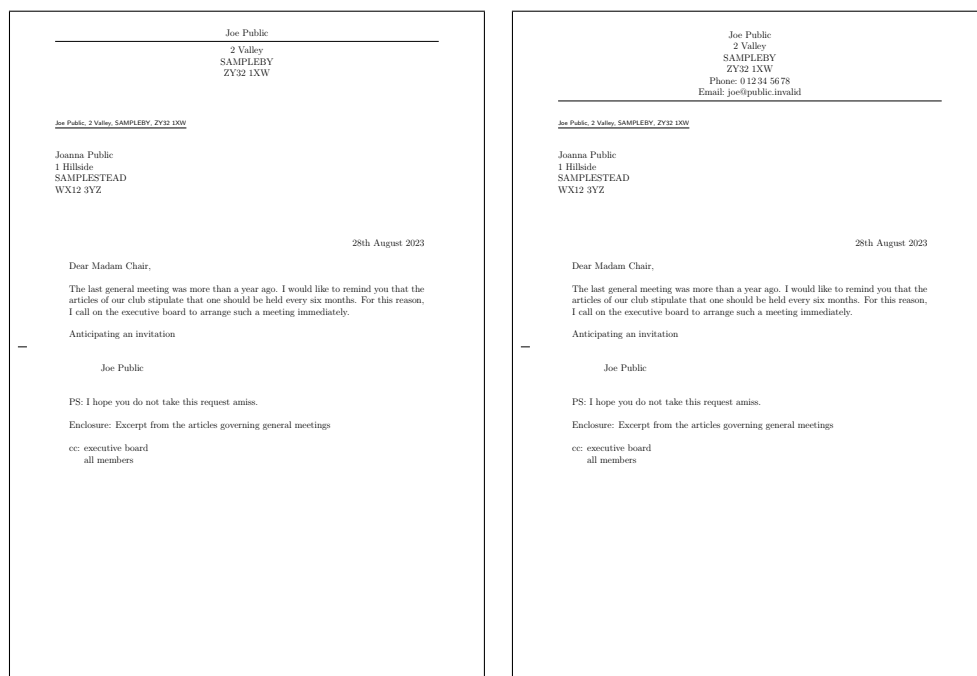 Joe Public
2 Valley
SAMPLEBY
ZY32 1XW
Joe Public, 2 Valley, SAMPLEBY, ZY32 1XW
Joanna Public
1 Hillside
SAMPLESTEAD
WX12 3YZ
28th August 2023
Dear Madam Chair,
The last general meeting was more than a year ago. I would like to remind you that the
articles of our club stipulate that one should be held every six months. For this reason,
I call on the executive board to arrange such a meeting immediately.
Anticipating an invitation
Joe Public
PS: I hope you do not take this request amiss.
Enclosure: Excerpt from the articles governing general meetings
cc: executive board
all members
Joe Public
2 Valley
SAMPLEBY
ZY32 1XW
Phone: 0 12 34 56 78
Email: joe@public.invalid
Joe Public, 2 Valley, SAMPLEBY, ZY32 1XW
Joanna Public
1 Hillside
SAMPLESTEAD
WX12 3YZ
28th August 2023
Dear Madam Chair,
The last general meeting was more than a year ago. I would like to remind you that the
articles of our club stipulate that one should be held every six months. For this reason,
I call on the executive board to arrange such a meeting immediately.
Anticipating an invitation
Joe Public
PS: I hope you do not take this request amiss.
Enclosure: Excerpt from the articles governing general meetings
cc: executive board
all members